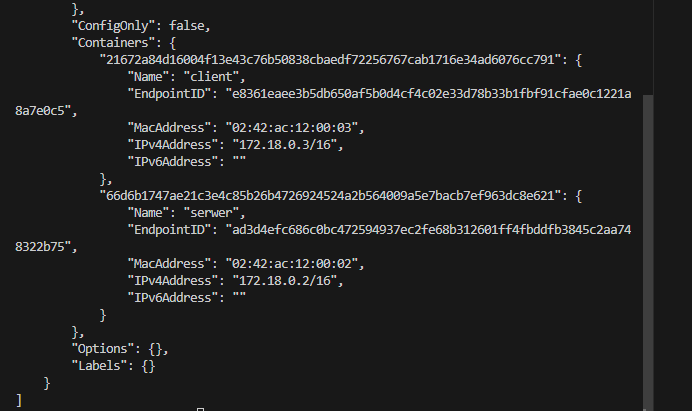 },
"ConfigOnly": false,
"Containers": {
"21672a84d16004f13e43c76b50838cbaedf72256767cab1716e34ad6076cc791": {
"Name": "client",
"EndpointID": "e8361eaee3b5db650af5b0d4cf4c02e33d78b33b1fbf91cfae0c1221a
8a7e0c5",
"MacAddress": "02:42:ac:12:00:03",
"IPv4Address": "172.18.0.3/16",
"IPv6Address": ""
},
"66d6b1747ae21c3e4c85b26b4726924524a2b564009a5e7bacb7ef963dc8e621": {
"Name": "serwer",
"EndpointID": "ad3d4efc686c0bc472594937ec2fe68b312601ff4fbddfb3845c2aa74
8322b75",
"MacAddress": "02:42:ac:12:00:02",
"IPv4Address": "172.18.0.2/16",
"IPv6Address": ""
}
},
"Options": {},
"Labels": {}
}
]